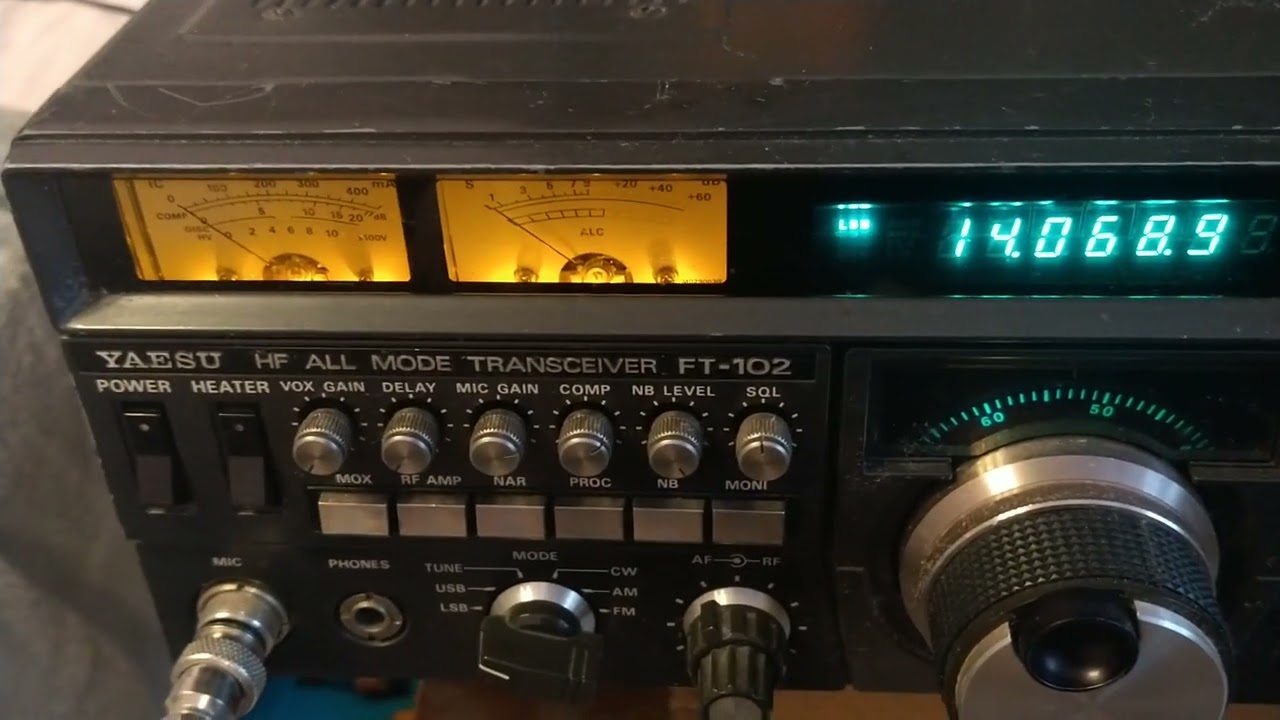 IC 100 200 300 400 mA
0
COMP 0 5 10 15 20 dB
DISC
HV 0 2 4 6 8 10 x100V
S 1 3 5 7 9 +20 +40 +60 dB
ALC
LSB
14.068.9
YAESU HF ALL MODE TRANSCEIVER FT-102
POWER HEATER VOX GAIN DELAY MIC GAIN COMP NB LEVEL SQL
60 50
MOX RF AMP NAR PROC NB MONI
MIC PHONES MODE AF RF
TUNE CW
USB AM
LSB FM